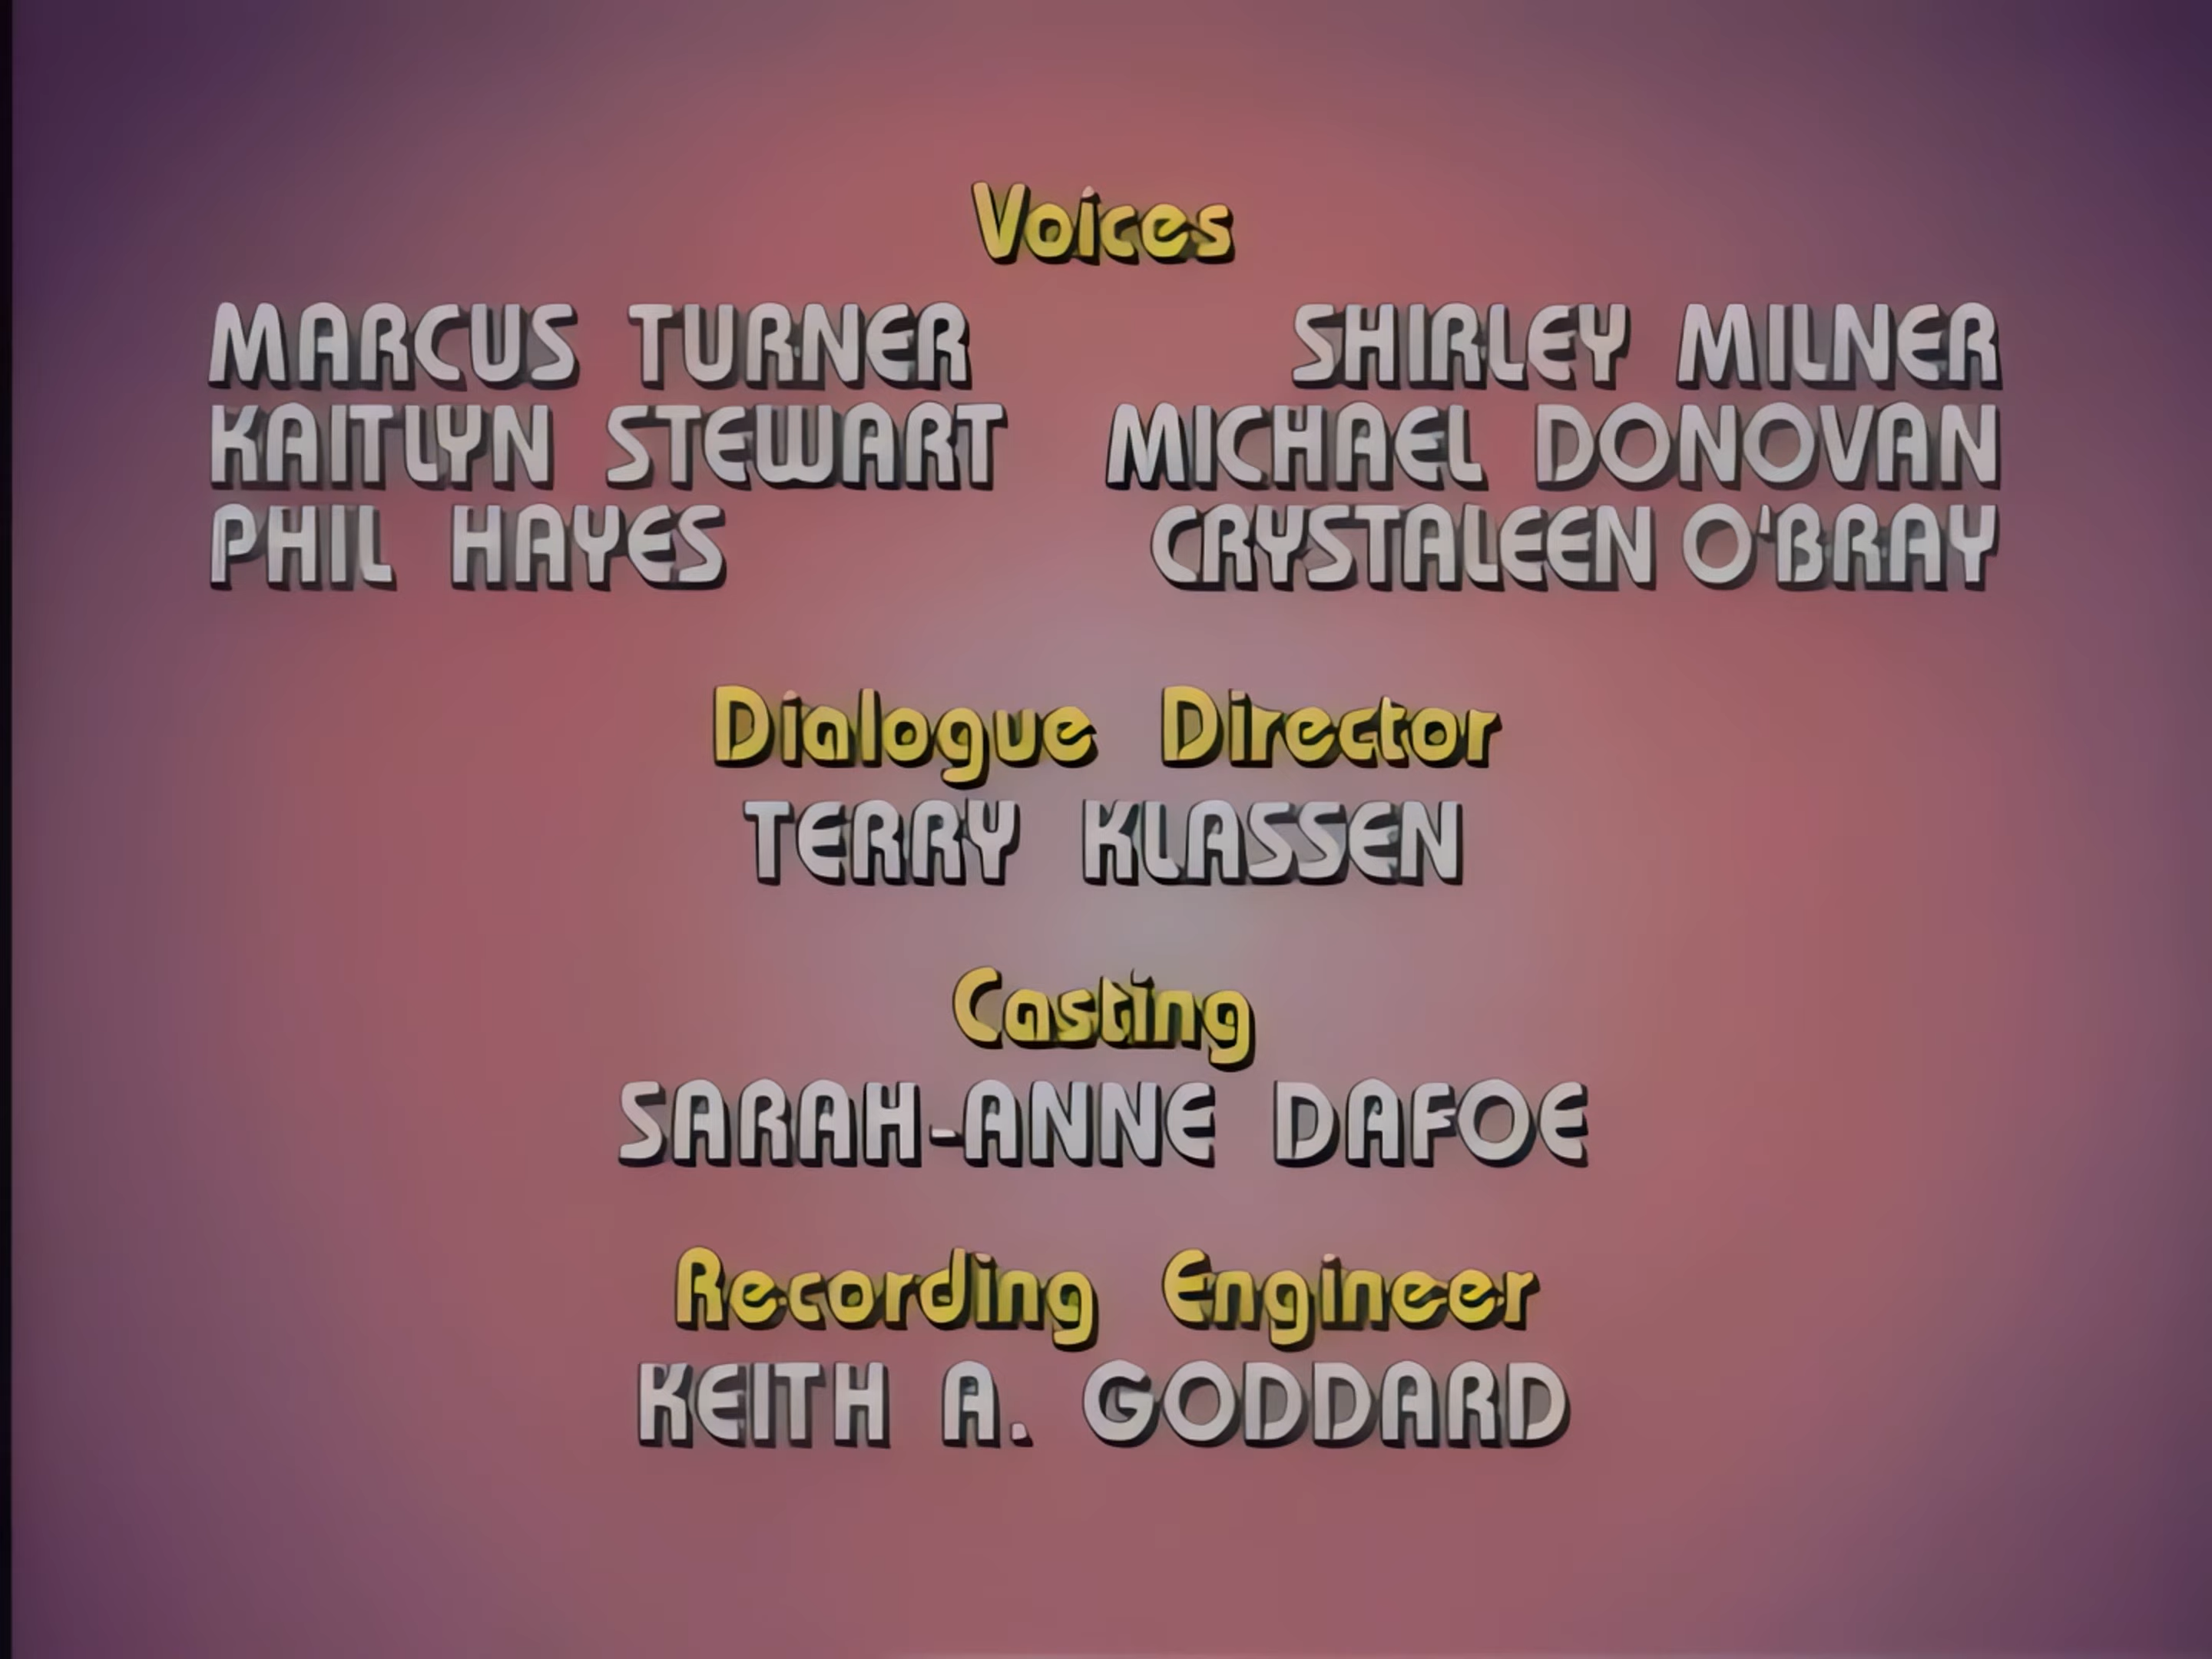 Voices
MARCUS TURNER SHIRLEY MILNER
KAITLYN STEWART MICHAEL DONOVAN
PHIL HAYES CRYSTALEEN O'BRAY
Dialogue Director
TERRY KLASSEN
Casting
SARAH-ANNE DAFOE
Recording Engineer
KEITH A. GODDARD